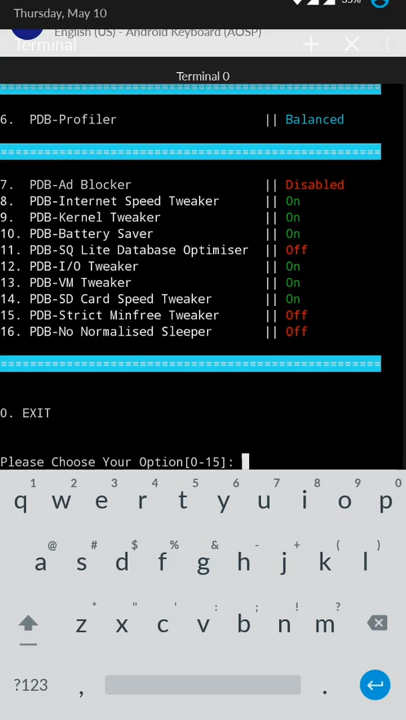 Thursday, May 10
English (US) - Android Keyboard (AOSP)
Terminal
Terminal 0
6. PDB-Profiler || Balanced
7. PDB-Ad Blocker || Disabled
8. PDB-Internet Speed Tweaker || On
9. PDB-Kernel Tweaker || On
10. PDB-Battery Saver || On
11. PDB-SQ Lite Database Optimiser || Off
12. PDB-I/O Tweaker || On
13. PDB-VM Tweaker || On
14. PDB-SD Card Speed Tweaker || On
15. PDB-Strict Minfree Tweaker || Off
16. PDB-No Normalised Sleeper || Off
0. EXIT
Please Choose Your Option[0-15]:
1 2 3 4 5 6 7 8 9 0
q w e r t y u i o p
@ # $ % & - + ( )
a s d f g h j k l
* " ' : ; ! ?
z x c v b n m
?123 , .